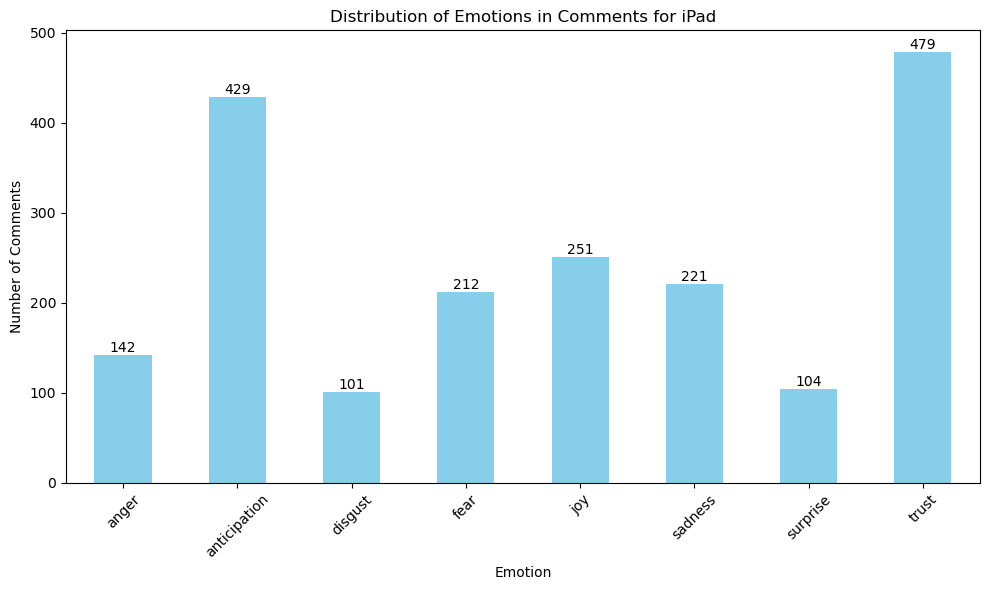 Distribution of Emotions in Comments for iPad
Number of Comments
500
400
300
200
100
0
142
429
101
212
251
221
104
479
anger
anticipation
disgust
fear
joy
sadness
surprise
trust
Emotion